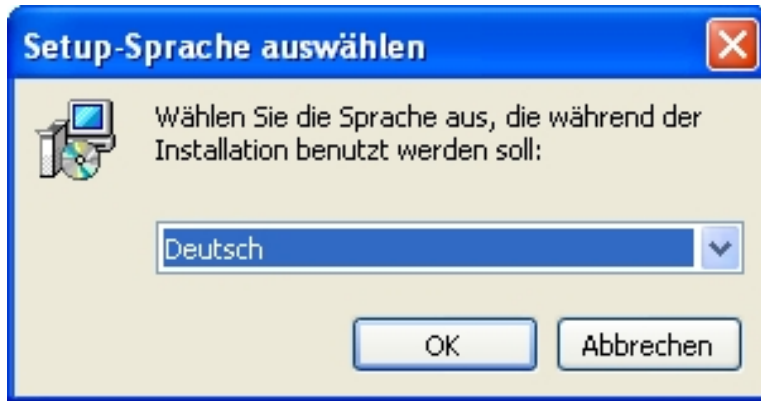 Setup-Sprache auswählen
Wählen Sie die Sprache aus, die während der
Installation benutzt werden soll:
Deutsch
OK
Abbrechen